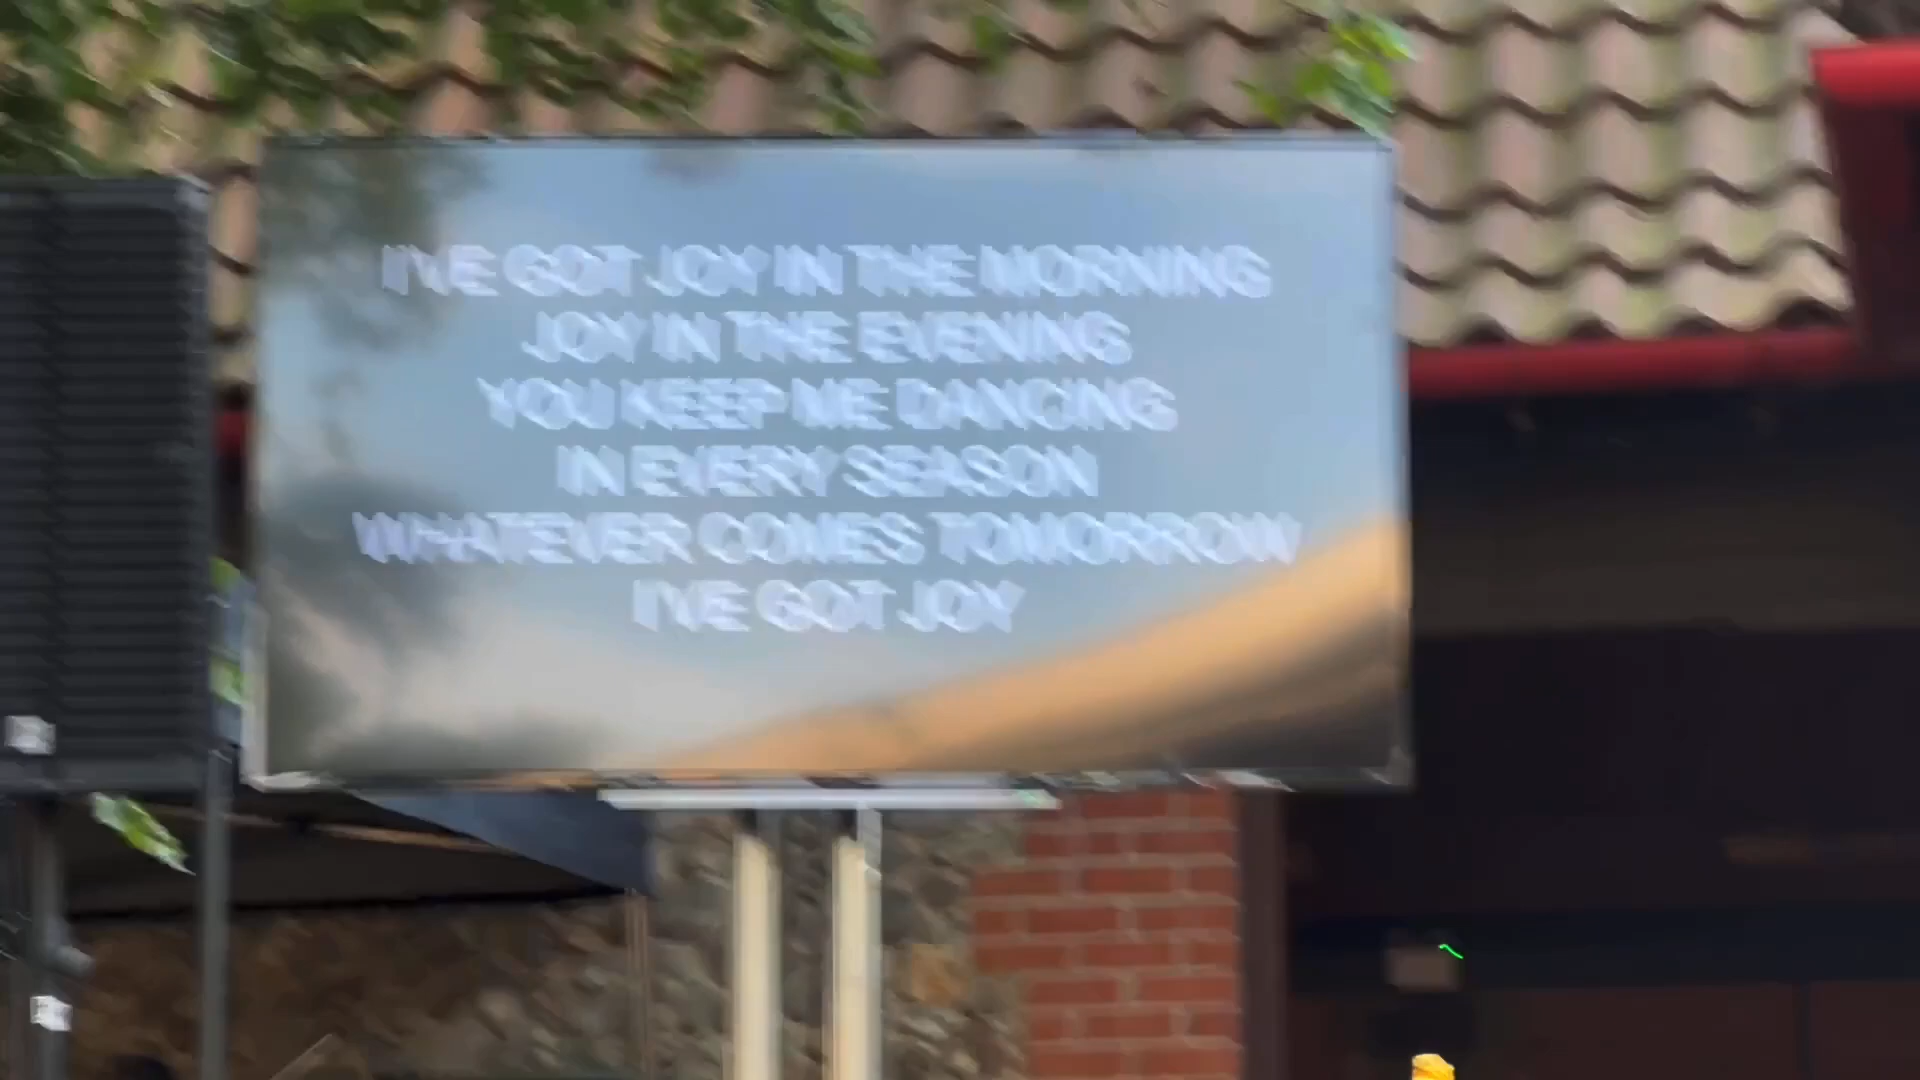 I'VE GOT JOY IN THE MORNING
JOY IN THE EVENING
YOU KEEP ME DANCING
IN EVERY SEASON
WHATEVER COMES TOMORROW
I'VE GOT JOY